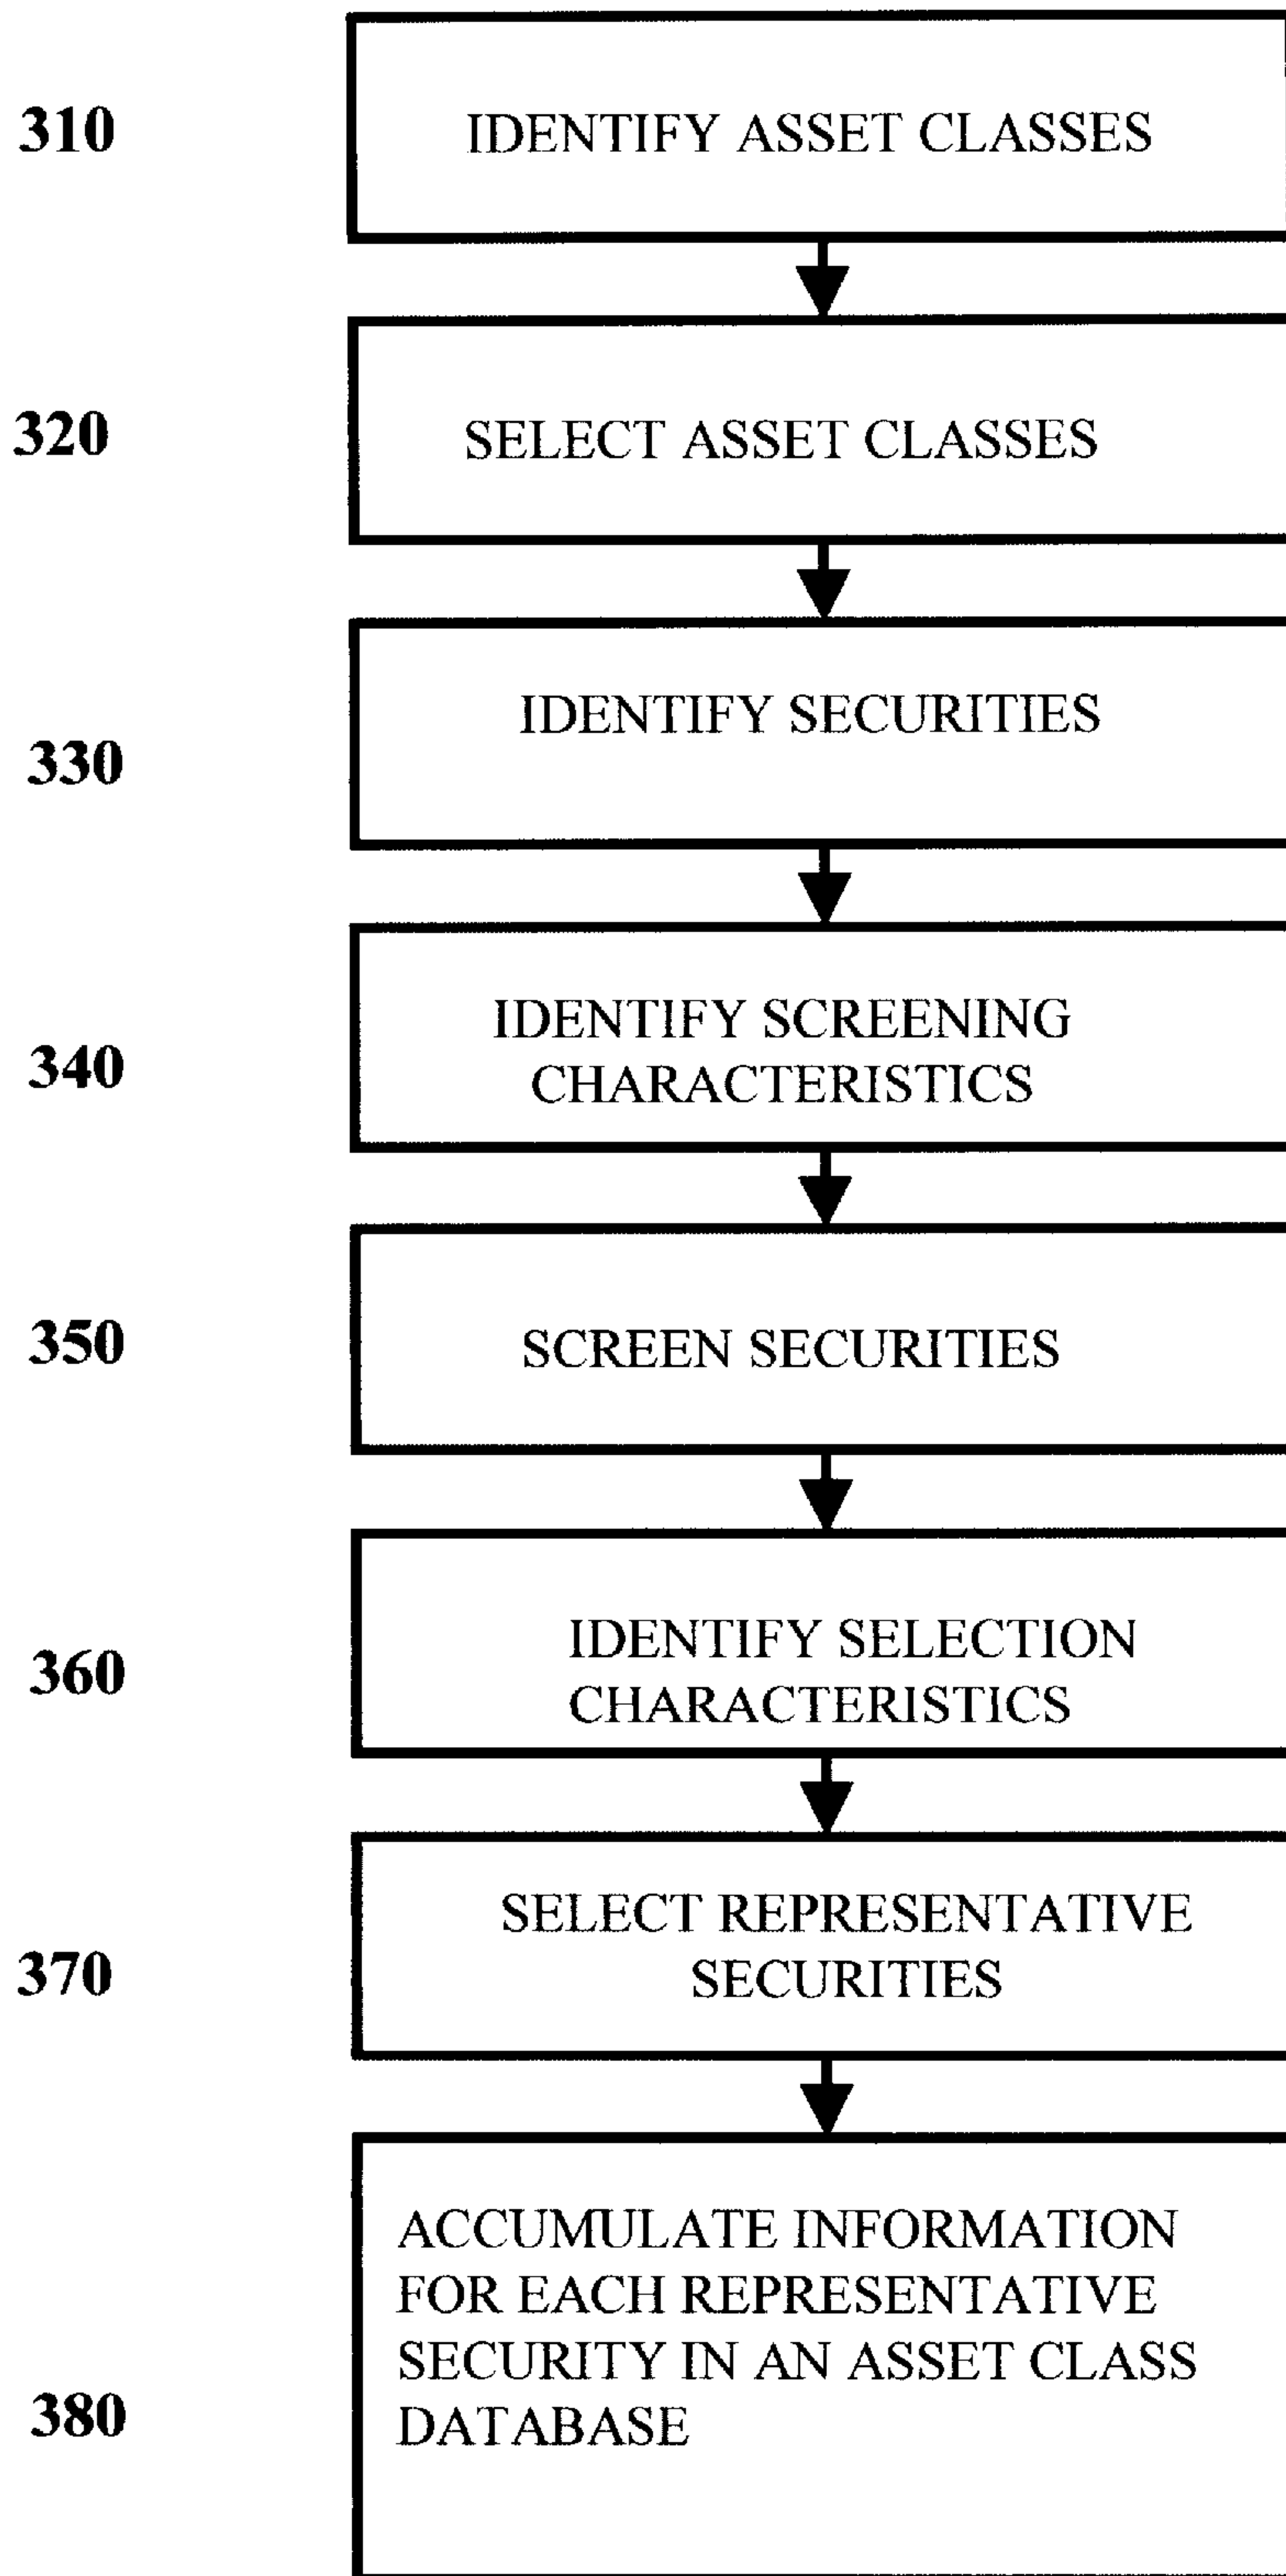 310
IDENTIFY ASSET CLASSES
320
SELECT ASSET CLASSES
330
IDENTIFY SECURITIES
340
IDENTIFY SCREENING
CHARACTERISTICS
350
SCREEN SECURITIES
360
IDENTIFY SELECTION
CHARACTERISTICS
370
SELECT REPRESENTATIVE
SECURITIES
380
ACCUMULATE INFORMATION
FOR EACH REPRESENTATIVE
SECURITY IN AN ASSET CLASS
DATABASE